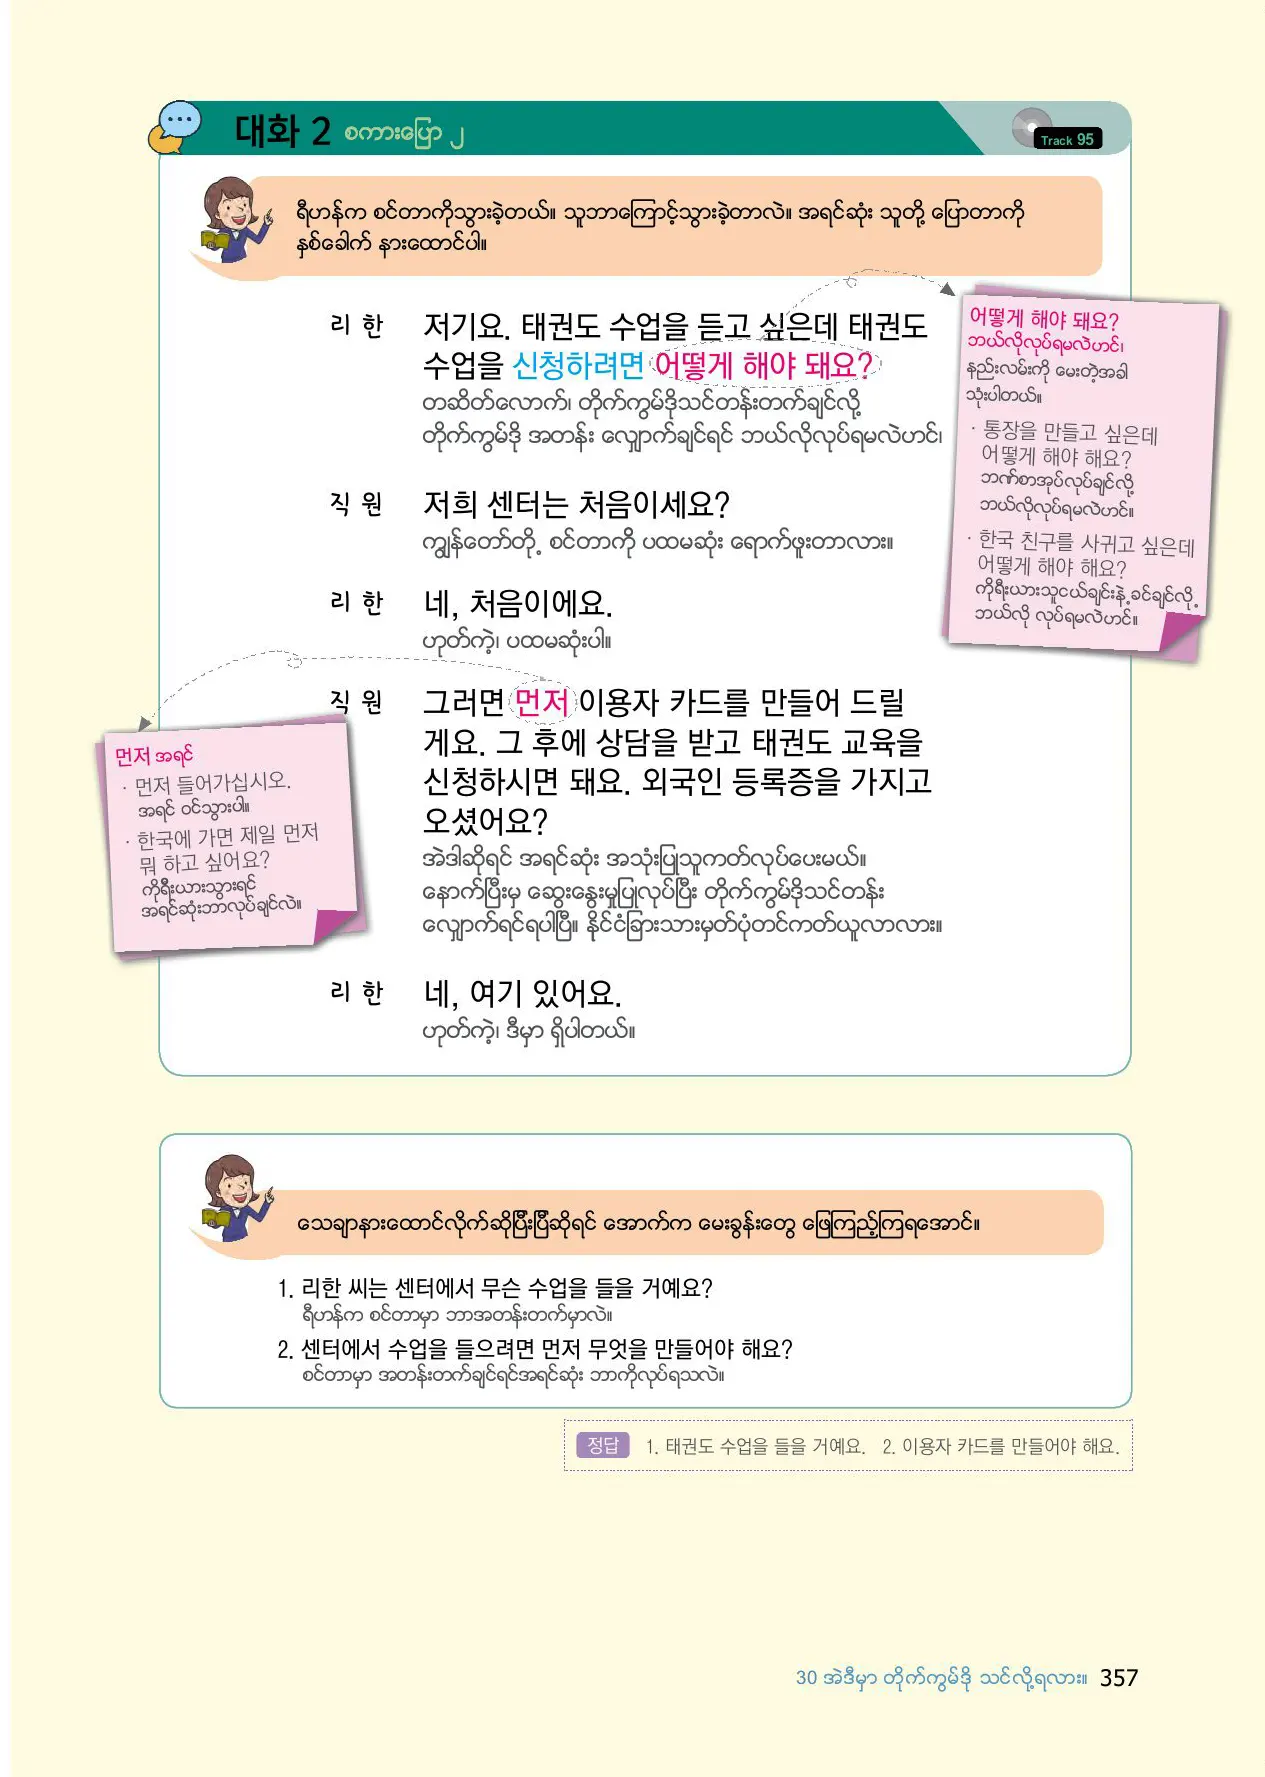 대화 2 စကားပြော ၂
Track 95
ရီဟန်က စင်တာကိုသွားခဲ့တယ်။ သူဘာကြောင့်သွားခဲ့တာလဲ။ အရင်ဆုံး သူတို့ ပြောတာကို
နှစ်ခေါက် နားထောင်ပါ။
리 한 저기요. 태권도 수업을 듣고 싶은데 태권도
수업을 신청하려면 어떻게 해야 돼요?
တဆိတ်လောက်၊ တိုက်ကွမ်ဒိုသင်တန်းတက်ချင်လို့
တိုက်ကွမ်ဒို အတန်း လျှောက်ချင်ရင် ဘယ်လိုလုပ်ရမလဲဟင်၊
직 원 저희 센터는 처음이세요?
ကျွန်တော်တို့ စင်တာကို ပထမဆုံး ရောက်ဖူးတာလား။
리 한 네, 처음이에요.
ဟုတ်ကဲ့၊ ပထမဆုံးပါ။
직 원 그러면 먼저 이용자 카드를 만들어 드릴
게요. 그 후에 상담을 받고 태권도 교육을
신청하시면 돼요. 외국인 등록증을 가지고
오셨어요?
အဲဒါဆိုရင် အရင်ဆုံး အသုံးပြုသူကတ်လုပ်ပေးမယ်။
နောက်ပြီးမှ ဆွေးနွေးမှုပြုလုပ်ပြီး တိုက်ကွမ်ဒိုသင်တန်း
လျှောက်ရင်ရပါပြီ။ နိုင်ငံခြားသားမှတ်ပုံတင်ကတ်ယူလာလား။
리 한 네, 여기 있어요.
ဟုတ်ကဲ့၊ ဒီမှာ ရှိပါတယ်။
어떻게 해야 돼요?
ဘယ်လိုလုပ်ရမလဲဟင်၊
နည်းလမ်းကို မေးတဲ့အခါ
သုံးပါတယ်။
· 통장을 만들고 싶은데
어떻게 해야 해요?
ဘဏ်စာအုပ်လုပ်ချင်လို့
ဘယ်လိုလုပ်ရမလဲဟင်။
· 한국 친구를 사귀고 싶은데
어떻게 해야 해요?
ကိုရီးယားသူငယ်ချင်းနဲ့ ခင်ချင်လို့
ဘယ်လို လုပ်ရမလဲဟင်။
먼저 အရင်
· 먼저 들어가십시오.
အရင် ဝင်သွားပါ။
· 한국에 가면 제일 먼저
뭐 하고 싶어요?
ကိုရီးယားသွားရင်
အရင်ဆုံးဘာလုပ်ချင်လဲ။
သေချာနားထောင်လိုက်ဆိုပြီးပြီဆိုရင် အောက်က မေးခွန်းတွေ ဖြေကြည့်ကြရအောင်။
1. 리한 씨는 센터에서 무슨 수업을 들을 거예요?
ရီဟန်က စင်တာမှာ ဘာအတန်းတက်မှာလဲ။
2. 센터에서 수업을 들으려면 먼저 무엇을 만들어야 해요?
စင်တာမှာ အတန်းတက်ချင်ရင်အရင်ဆုံး ဘာကိုလုပ်ရသလဲ။
정답 1. 태권도 수업을 들을 거예요. 2. 이용자 카드를 만들어야 해요.
30 အဲဒီမှာ တိုက်ကွမ်ဒို သင်လို့ရလား။ 357